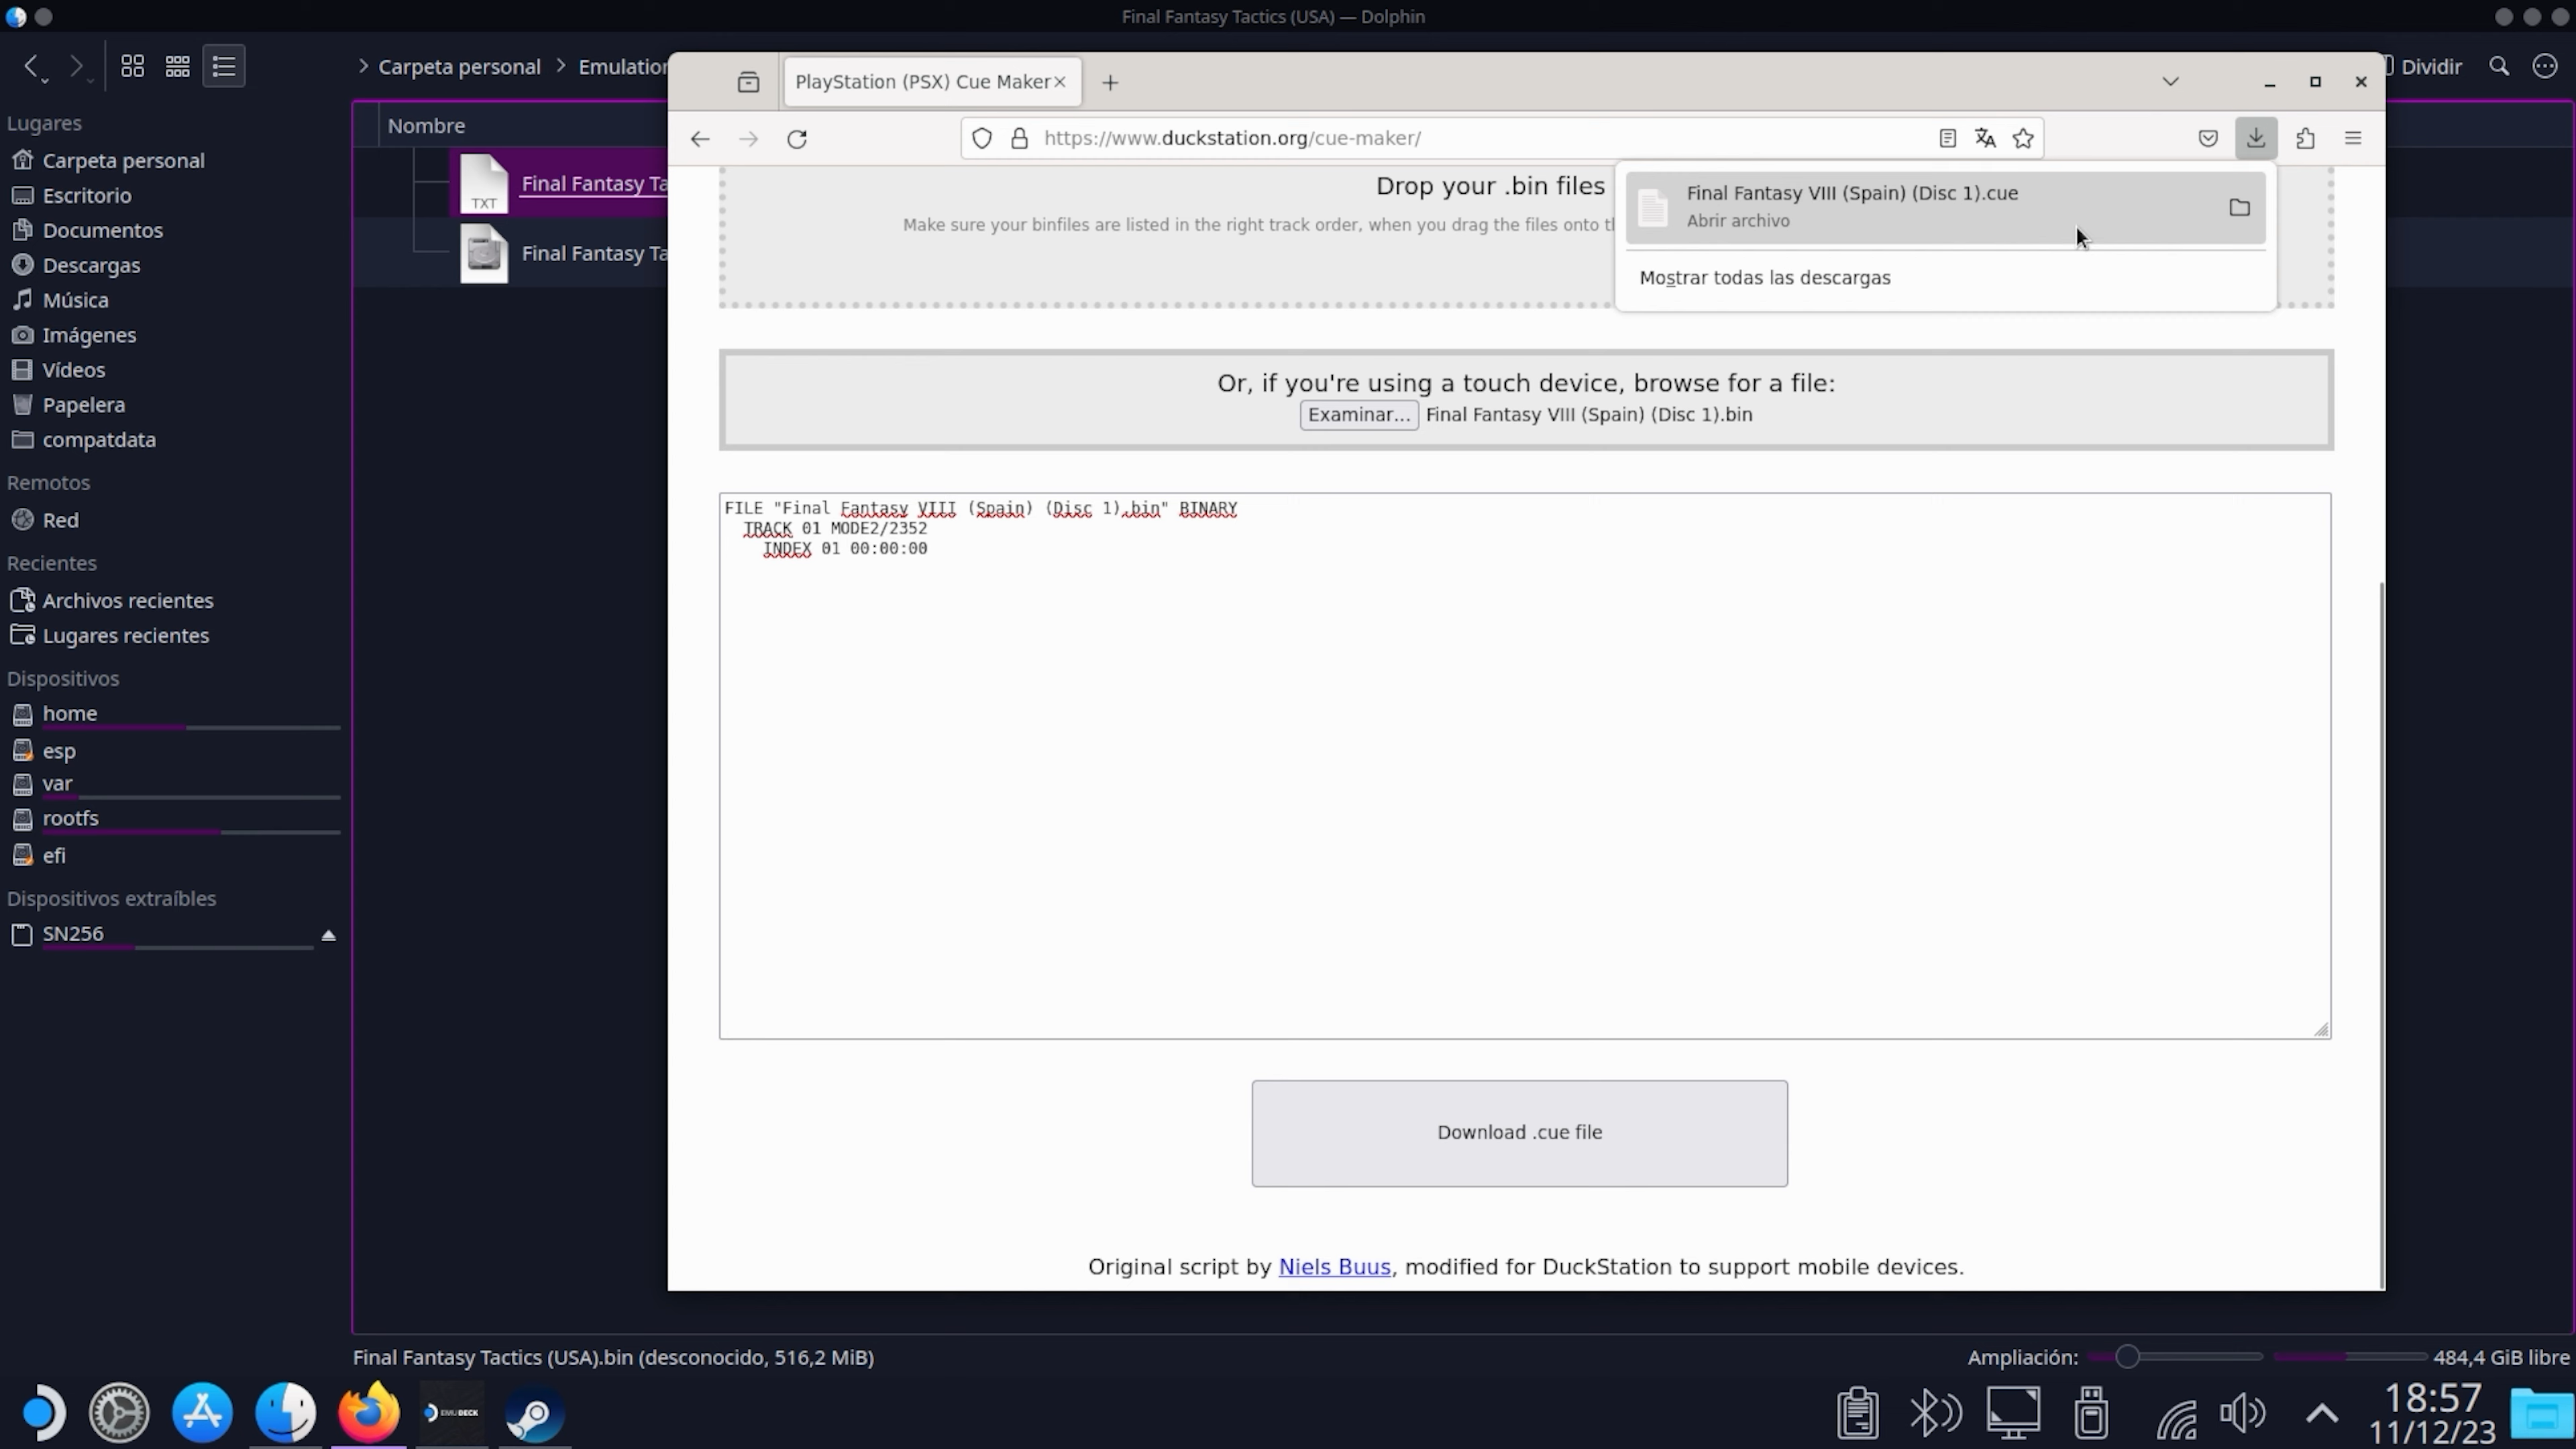 Final Fantasy Tactics (USA) — Dolphin
Carpeta personal
Emulation
Dividir
Lugares
Carpeta personal
Escritorio
Documentos
Descargas
Música
Imágenes
Vídeos
Papelera
compatdata
Remotos
Red
Recientes
Archivos recientes
Lugares recientes
Dispositivos
home
esp
var
rootfs
efi
Dispositivos extraíbles
SN256
Nombre
TXT
Final Fantasy Ta
Final Fantasy Ta
PlayStation (PSX) Cue Maker
https://www.duckstation.org/cue-maker/
Drop your .bin files
Make sure your binfiles are listed in the right track order, when you drag the files onto
Final Fantasy VIII (Spain) (Disc 1).cue
Abrir archivo
Mostrar todas las descargas
Or, if you're using a touch device, browse for a file:
Examinar... Final Fantasy VIII (Spain) (Disc 1).bin
FILE "Final Fantasy VIII (Spain) (Disc 1).bin" BINARY
TRACK 01 MODE2/2352
INDEX 01 00:00:00
Download .cue file
Original script by Niels Buus, modified for DuckStation to support mobile devices.
Final Fantasy Tactics (USA).bin (desconocido, 516,2 MiB)
Ampliación:
484,4 GiB libre
EMUDECK
18:57
11/12/23